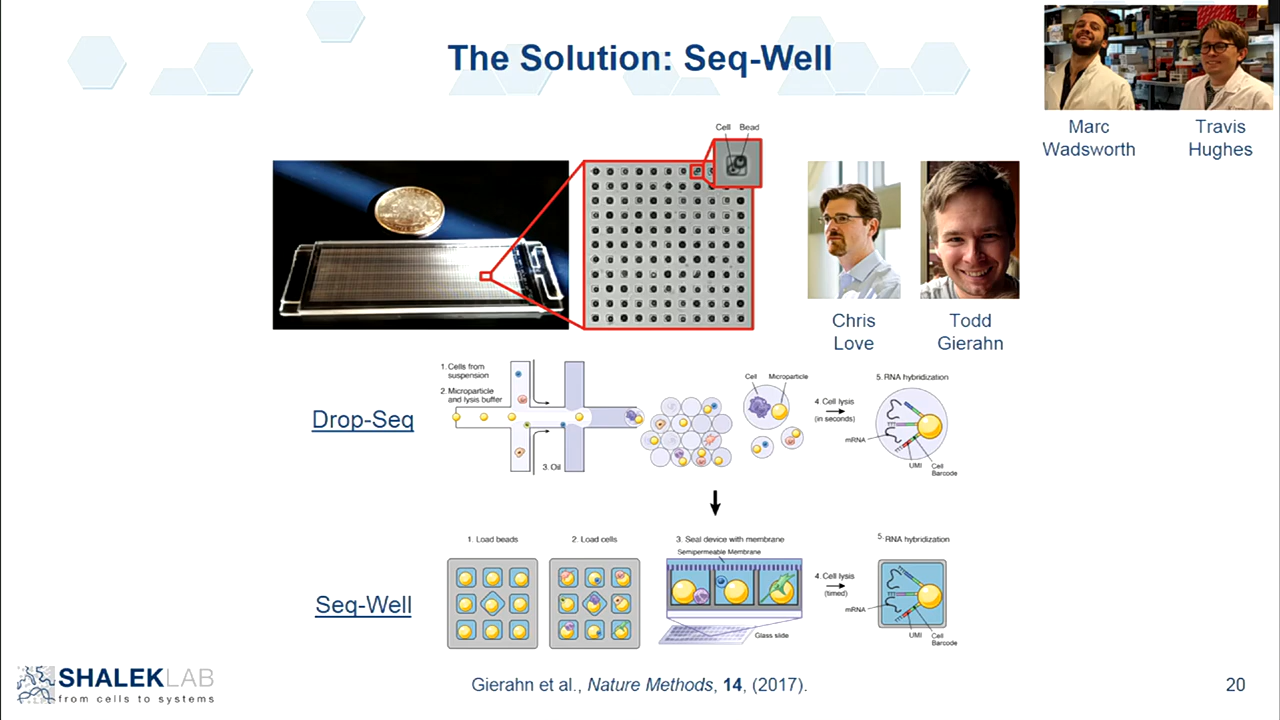 The Solution: Seq-Well
Marc
Wadsworth
Travis
Hughes
Cell Bead
Chris
Love
Todd
Gierahn
Drop-Seq
1. Cells from
suspension
2. Microparticle
and lysis buffer
3. Oil
Cell Microparticle
4. Cell lysis
(in seconds)
5. RNA hybridization
mRNA
UMI
Cell
Barcode
Seq-Well
1. Load beads
2. Load cells
3. Seal device with membrane
Semipermeable Membrane
Glass slide
4. Cell lysis
(timed)
5. RNA hybridization
mRNA
UMI
Cell
Barcode
SHALEKLAB
from cells to systems
Gierahn et al., Nature Methods, 14, (2017).
20